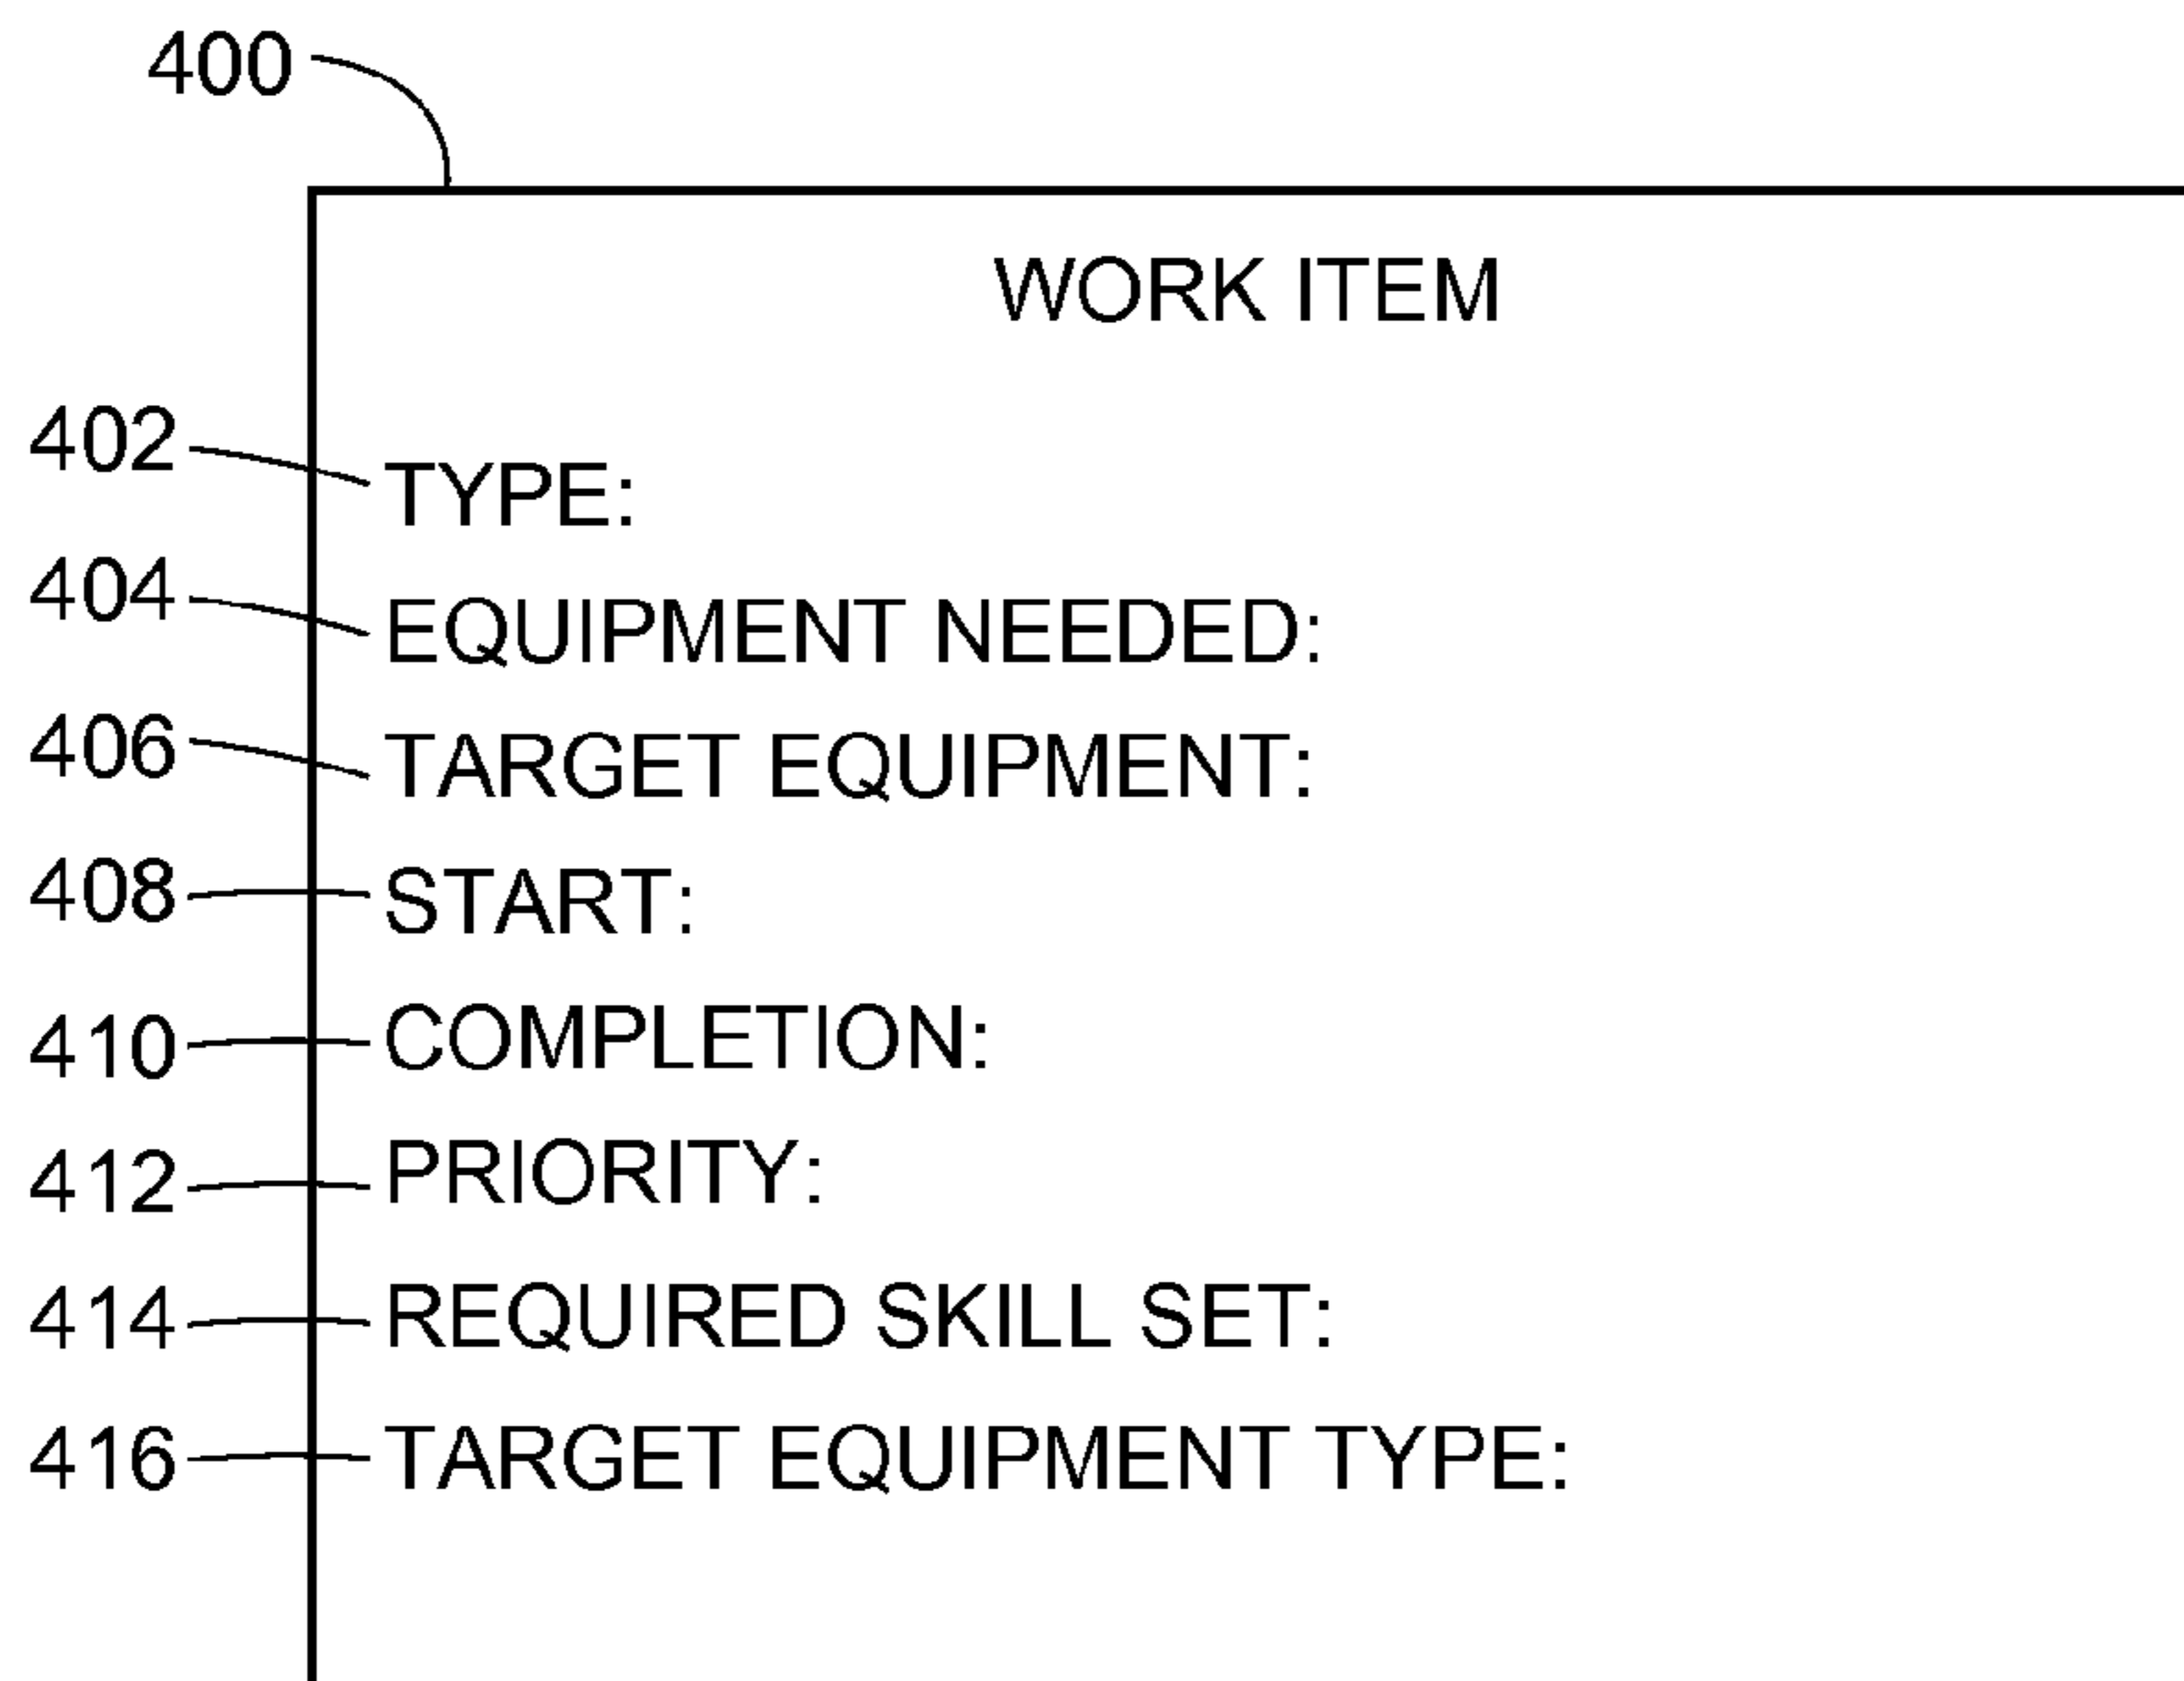 400
WORK ITEM
402 TYPE:
404 EQUIPMENT NEEDED:
406 TARGET EQUIPMENT:
408 START:
410 COMPLETION:
412 PRIORITY:
414 REQUIRED SKILL SET:
416 TARGET EQUIPMENT TYPE: